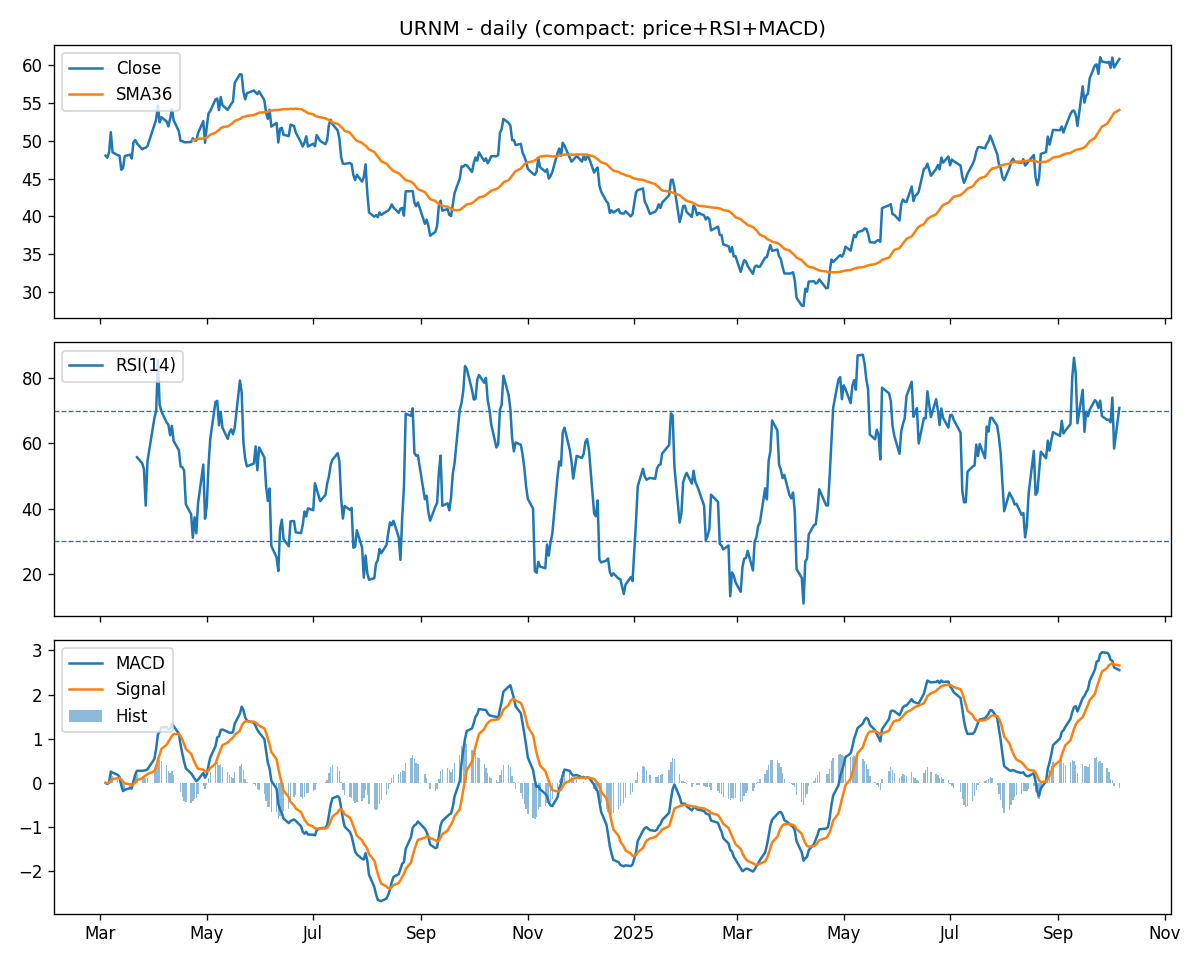 URNM - daily (compact: price+RSI+MACD)
60
55
50
45
40
35
30
Close
SMA36
80
60
40
20
RSI(14)
3
2
1
0
−1
−2
MACD
Signal
Hist
Mar May Jul Sep Nov 2025 Mar May Jul Sep Nov